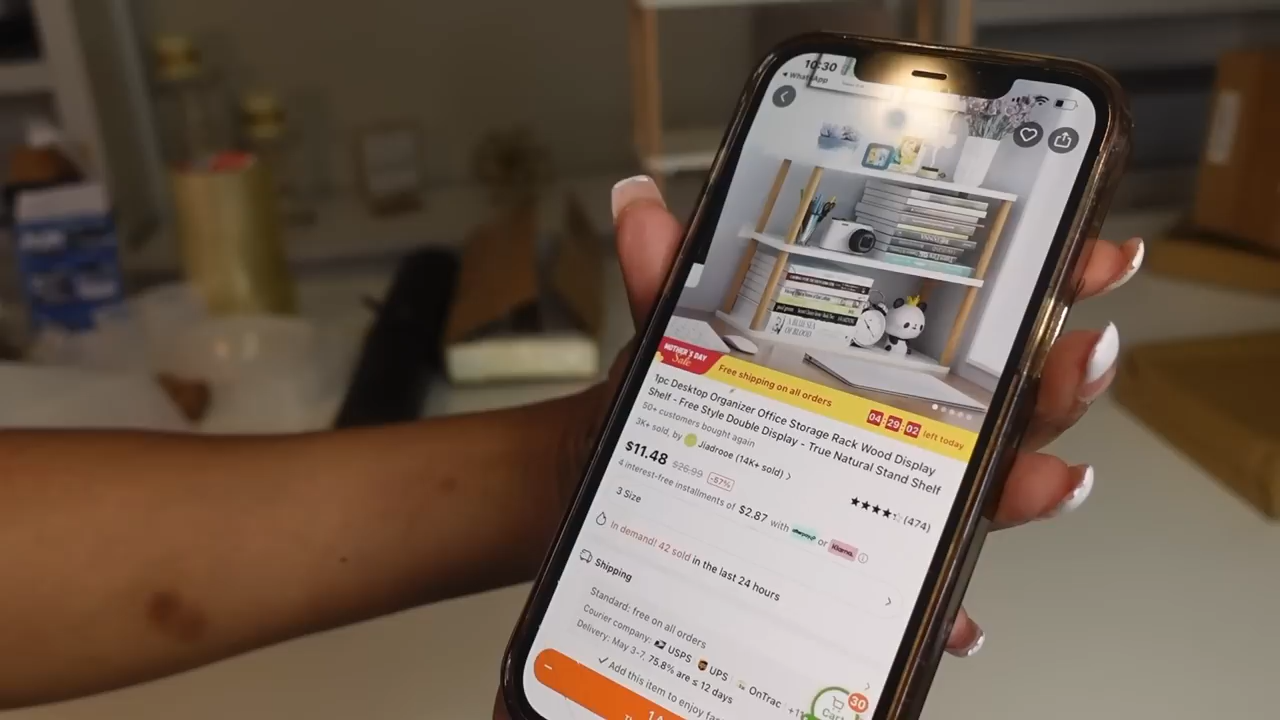 10:30
WhatsApp
A BLUE SEA
OF BLOOD
MOTHER'S DAY
Sale
Free shipping on all orders
04:29:02 left today
1pc Desktop Organizer Office Storage Rack Wood Display
Shelf - Free Style Double Display - True Natural Stand Shelf
50+ customers bought again
3K+ sold, by Jiadrooe (14K+ sold) >
$11.48 $26.99 -57%
★★★★☆ (474)
4 interest-free installments of $2.87 with afterpay or Klarna.
3 Size
In demand! 42 sold in the last 24 hours
Shipping
Standard: free on all orders
Courier company: USPS UPS OnTrac
Delivery: May 3-7, 75.8% are ≤ 12 days
✓ Add this item to enjoy
30
Cart